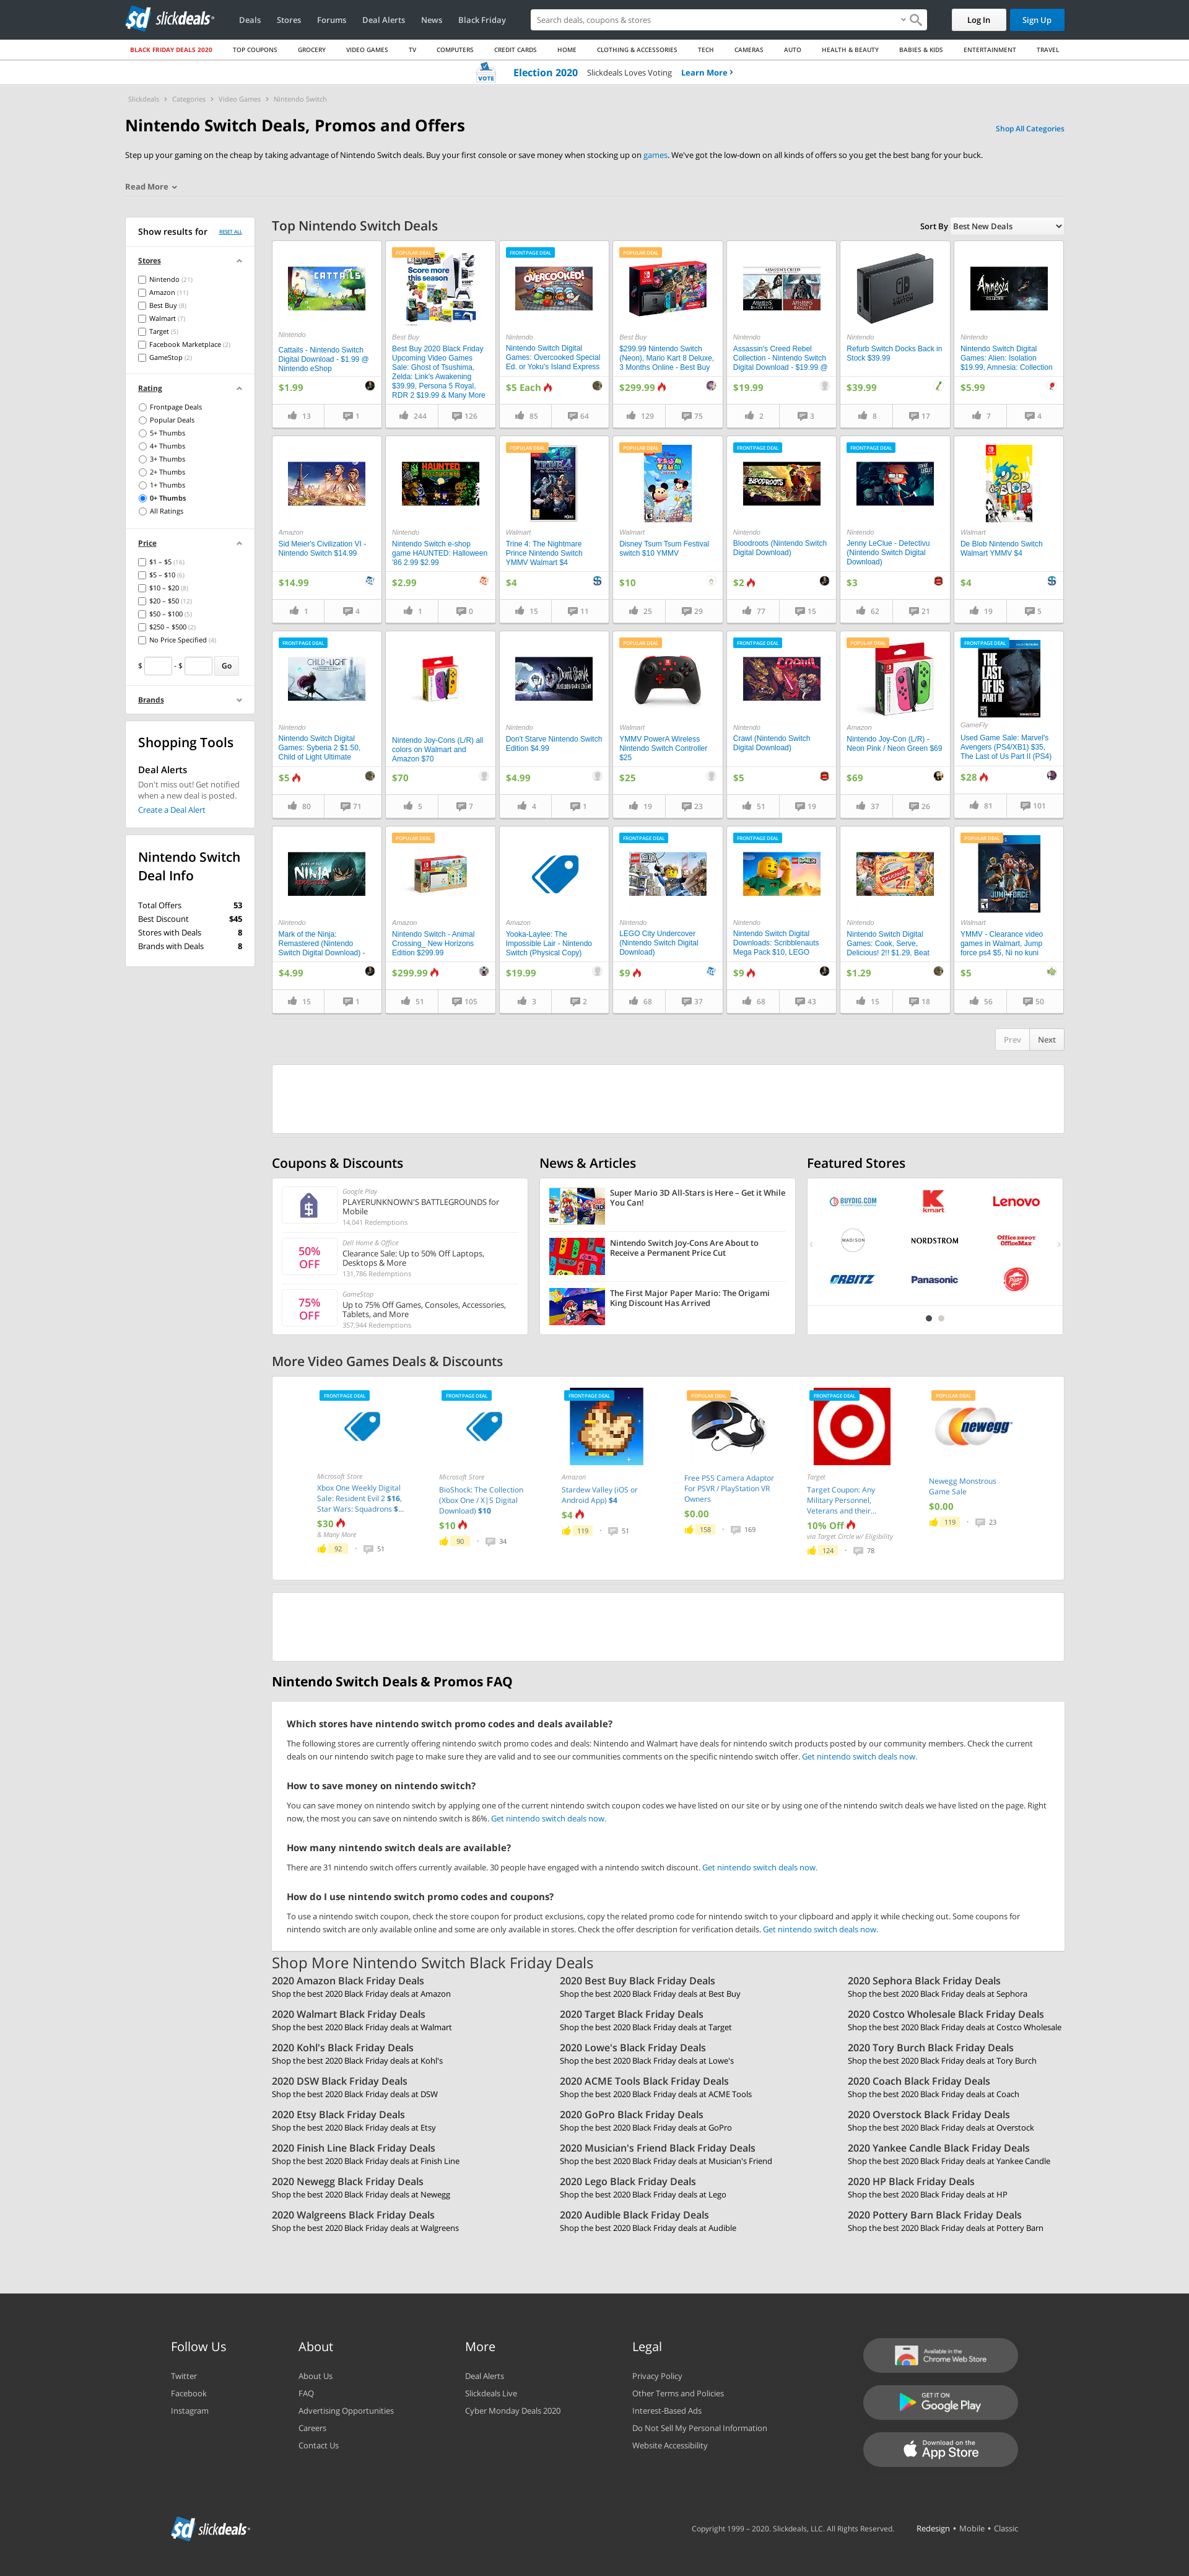 sd slickdeals
Deals
Stores
Forums
Deal Alerts
News
Black Friday
Search deals, coupons & stores
Log In
Sign Up
BLACK FRIDAY DEALS 2020
TOP COUPONS
GROCERY
VIDEO GAMES
TV
COMPUTERS
CREDIT CARDS
HOME
CLOTHING & ACCESSORIES
TECH
CAMERAS
AUTO
HEALTH & BEAUTY
BABIES & KIDS
ENTERTAINMENT
TRAVEL
VOTE
Election 2020 Slickdeals Loves Voting Learn More >
Slickdeals > Categories > Video Games > Nintendo Switch
Nintendo Switch Deals, Promos and Offers
Shop All Categories
Step up your gaming on the cheap by taking advantage of Nintendo Switch deals. Buy your first console or save money when stocking up on games. We've got the low-down on all kinds of offers so you get the best bang for your buck.
Read More
Show results for
RESET ALL
Stores
Nintendo (21)
Amazon (11)
Best Buy (8)
Walmart (7)
Target (5)
Facebook Marketplace (2)
GameStop (2)
Rating
Frontpage Deals
Popular Deals
5+ Thumbs
4+ Thumbs
3+ Thumbs
2+ Thumbs
1+ Thumbs
0+ Thumbs
All Ratings
Price
$1 – $5 (16)
$5 – $10 (6)
$10 – $20 (8)
$20 – $50 (12)
$50 – $100 (5)
$250 – $500 (2)
No Price Specified (4)
$ - $ Go
Brands
Shopping Tools
Deal Alerts
Don't miss out! Get notified
when a new deal is posted.
Create a Deal Alert
Nintendo Switch
Deal Info
Total Offers 53
Best Discount $45
Stores with Deals 8
Brands with Deals 8
Top Nintendo Switch Deals
Sort By Best New Deals
CATTAILS
Nintendo
Cattails - Nintendo Switch
Digital Download - $1.99 @
Nintendo eShop
$1.99
13 1
POPULAR DEAL
Score more
this season
Best Buy
Best Buy 2020 Black Friday
Upcoming Video Games
Sale: Ghost of Tsushima,
Zelda: Link's Awakening
$39.99, Persona 5 Royal,
RDR 2 $19.99 & Many More
244 126
FRONTPAGE DEAL
OVERCOOKED!
Nintendo
Nintendo Switch Digital
Games: Overcooked Special
Ed. or Yoku's Island Express
$5 Each
85 64
POPULAR DEAL
Best Buy
$299.99 Nintendo Switch
(Neon), Mario Kart 8 Deluxe,
3 Months Online - Best Buy
$299.99
129 75
Nintendo
Assassin's Creed Rebel
Collection - Nintendo Switch
Digital Download - $19.99 @
$19.99
2 3
Nintendo
Refurb Switch Docks Back in
Stock $39.99
$39.99
8 17
Amnesia
Nintendo
Nintendo Switch Digital
Games: Alien: Isolation
$19.99, Amnesia: Collection
$5.99
7 4
Amazon
Sid Meier's Civilization VI -
Nintendo Switch $14.99
$14.99
1 4
HAUNTED
Nintendo
Nintendo Switch e-shop
game HAUNTED: Halloween
'86 2.99 $2.99
$2.99
1 0
POPULAR DEAL
TRINE 4
Walmart
Trine 4: The Nightmare
Prince Nintendo Switch
YMMV Walmart $4
$4
15 11
POPULAR DEAL
TSUM TSUM
Walmart
Disney Tsum Tsum Festival
switch $10 YMMV
$10
25 29
FRONTPAGE DEAL
Nintendo
Bloodroots (Nintendo Switch
Digital Download)
$2
77 15
FRONTPAGE DEAL
Nintendo
Jenny LeClue - Detectivu
(Nintendo Switch Digital
Download)
$3
62 21
Walmart
De Blob Nintendo Switch
Walmart YMMV $4
$4
19 5
FRONTPAGE DEAL
CHILD of LIGHT
Nintendo
Nintendo Switch Digital
Games: Syberia 2 $1.50,
Child of Light Ultimate
$5
80 71
Nintendo Joy-Cons (L/R) all
colors on Walmart and
Amazon $70
$70
5 7
Don't Starve
Nintendo
Don't Starve Nintendo Switch
Edition $4.99
$4.99
4 1
POPULAR DEAL
Walmart
YMMV PowerA Wireless
Nintendo Switch Controller
$25
$25
19 23
FRONTPAGE DEAL
CRAWL
Nintendo
Crawl (Nintendo Switch
Digital Download)
$5
51 19
POPULAR DEAL
Amazon
Nintendo Joy-Con (L/R) -
Neon Pink / Neon Green $69
$69
37 26
FRONTPAGE DEAL
THE
LAST
OF US
PART II
GameFly
Used Game Sale: Marvel's
Avengers (PS4/XB1) $35,
The Last of Us Part II (PS4)
$28
81 101
NINJA
Nintendo
Mark of the Ninja:
Remastered (Nintendo
Switch Digital Download) -
$4.99
15 1
POPULAR DEAL
Amazon
Nintendo Switch - Animal
Crossing_ New Horizons
Edition $299.99
$299.99
51 105
Amazon
Yooka-Laylee: The
Impossible Lair - Nintendo
Switch (Physical Copy)
$19.99
3 2
FRONTPAGE DEAL
Nintendo
LEGO City Undercover
(Nintendo Switch Digital
Download)
$9
68 37
FRONTPAGE DEAL
Nintendo
Nintendo Switch Digital
Downloads: Scribblenauts
Mega Pack $10, LEGO
$9
68 43
Nintendo
Nintendo Switch Digital
Games: Cook, Serve,
Delicious! 2!! $1.29, Beat
$1.29
15 18
POPULAR DEAL
JUMP FORCE
Walmart
YMMV - Clearance video
games in Walmart, Jump
force ps4 $5, Ni no kuni
$5
56 50
Prev Next
Coupons & Discounts
Google Play
PLAYERUNKNOWN'S BATTLEGROUNDS for
Mobile
14,041 Redemptions
50%
OFF
Dell Home & Office
Clearance Sale: Up to 50% Off Laptops,
Desktops & More
131,786 Redemptions
75%
OFF
GameStop
Up to 75% Off Games, Consoles, Accessories,
Tablets, and More
357,944 Redemptions
News & Articles
Super Mario 3D All-Stars is Here – Get it While
You Can!
Nintendo Switch Joy-Cons Are About to
Receive a Permanent Price Cut
The First Major Paper Mario: The Origami
King Discount Has Arrived
Featured Stores
BUYDIG.COM
kmart
Lenovo
MADISON
NORDSTROM
Office DEPOT
OfficeMax
ORBITZ
Panasonic
More Video Games Deals & Discounts
FRONTPAGE DEAL
Microsoft Store
Xbox One Weekly Digital
Sale: Resident Evil 2 $16,
Star Wars: Squadrons $...
$30
& Many More
92 • 51
FRONTPAGE DEAL
Microsoft Store
BioShock: The Collection
(Xbox One / X|S Digital
Download) $10
$10
90 • 34
FRONTPAGE DEAL
Amazon
Stardew Valley (iOS or
Android App) $4
$4
119 • 51
POPULAR DEAL
Free PS5 Camera Adaptor
For PSVR / PlayStation VR
Owners
$0.00
158 • 169
FRONTPAGE DEAL
Target
Target Coupon: Any
Military Personnel,
Veterans and their...
10% Off
via Target Circle w/ Eligibility
124 • 78
POPULAR DEAL
newegg
Newegg Monstrous
Game Sale
$0.00
119 • 23
Nintendo Switch Deals & Promos FAQ
Which stores have nintendo switch promo codes and deals available?
The following stores are currently offering nintendo switch promo codes and deals: Nintendo and Walmart have deals for nintendo switch products posted by our community members. Check the current
deals on our nintendo switch page to make sure they are valid and to see our communities comments on the specific nintendo switch offer. Get nintendo switch deals now.
How to save money on nintendo switch?
You can save money on nintendo switch by applying one of the current nintendo switch coupon codes we have listed on our site or by using one of the nintendo switch deals we have listed on the page. Right
now, the most you can save on nintendo switch is 86%. Get nintendo switch deals now.
How many nintendo switch deals are available?
There are 31 nintendo switch offers currently available. 30 people have engaged with a nintendo switch discount. Get nintendo switch deals now.
How do I use nintendo switch promo codes and coupons?
To use a nintendo switch coupon, check the store coupon for product exclusions, copy the related promo code for nintendo switch to your clipboard and apply it while checking out. Some coupons for
nintendo switch are only available online and some are only available in stores. Check the offer description for verification details. Get nintendo switch deals now.
Shop More Nintendo Switch Black Friday Deals
2020 Amazon Black Friday Deals
Shop the best 2020 Black Friday deals at Amazon
2020 Best Buy Black Friday Deals
Shop the best 2020 Black Friday deals at Best Buy
2020 Sephora Black Friday Deals
Shop the best 2020 Black Friday deals at Sephora
2020 Walmart Black Friday Deals
Shop the best 2020 Black Friday deals at Walmart
2020 Target Black Friday Deals
Shop the best 2020 Black Friday deals at Target
2020 Costco Wholesale Black Friday Deals
Shop the best 2020 Black Friday deals at Costco Wholesale
2020 Kohl's Black Friday Deals
Shop the best 2020 Black Friday deals at Kohl's
2020 Lowe's Black Friday Deals
Shop the best 2020 Black Friday deals at Lowe's
2020 Tory Burch Black Friday Deals
Shop the best 2020 Black Friday deals at Tory Burch
2020 DSW Black Friday Deals
Shop the best 2020 Black Friday deals at DSW
2020 ACME Tools Black Friday Deals
Shop the best 2020 Black Friday deals at ACME Tools
2020 Coach Black Friday Deals
Shop the best 2020 Black Friday deals at Coach
2020 Etsy Black Friday Deals
Shop the best 2020 Black Friday deals at Etsy
2020 GoPro Black Friday Deals
Shop the best 2020 Black Friday deals at GoPro
2020 Overstock Black Friday Deals
Shop the best 2020 Black Friday deals at Overstock
2020 Finish Line Black Friday Deals
Shop the best 2020 Black Friday deals at Finish Line
2020 Musician's Friend Black Friday Deals
Shop the best 2020 Black Friday deals at Musician's Friend
2020 Yankee Candle Black Friday Deals
Shop the best 2020 Black Friday deals at Yankee Candle
2020 Newegg Black Friday Deals
Shop the best 2020 Black Friday deals at Newegg
2020 Lego Black Friday Deals
Shop the best 2020 Black Friday deals at Lego
2020 HP Black Friday Deals
Shop the best 2020 Black Friday deals at HP
2020 Walgreens Black Friday Deals
Shop the best 2020 Black Friday deals at Walgreens
2020 Audible Black Friday Deals
Shop the best 2020 Black Friday deals at Audible
2020 Pottery Barn Black Friday Deals
Shop the best 2020 Black Friday deals at Pottery Barn
Follow Us
Twitter
Facebook
Instagram
About
About Us
FAQ
Advertising Opportunities
Careers
Contact Us
More
Deal Alerts
Slickdeals Live
Cyber Monday Deals 2020
Legal
Privacy Policy
Other Terms and Policies
Interest-Based Ads
Do Not Sell My Personal Information
Website Accessibility
Available in the
Chrome Web Store
GET IT ON
Google Play
Download on the
App Store
sd slickdeals
Copyright 1999 – 2020. Slickdeals, LLC. All Rights Reserved.
Redesign • Mobile • Classic